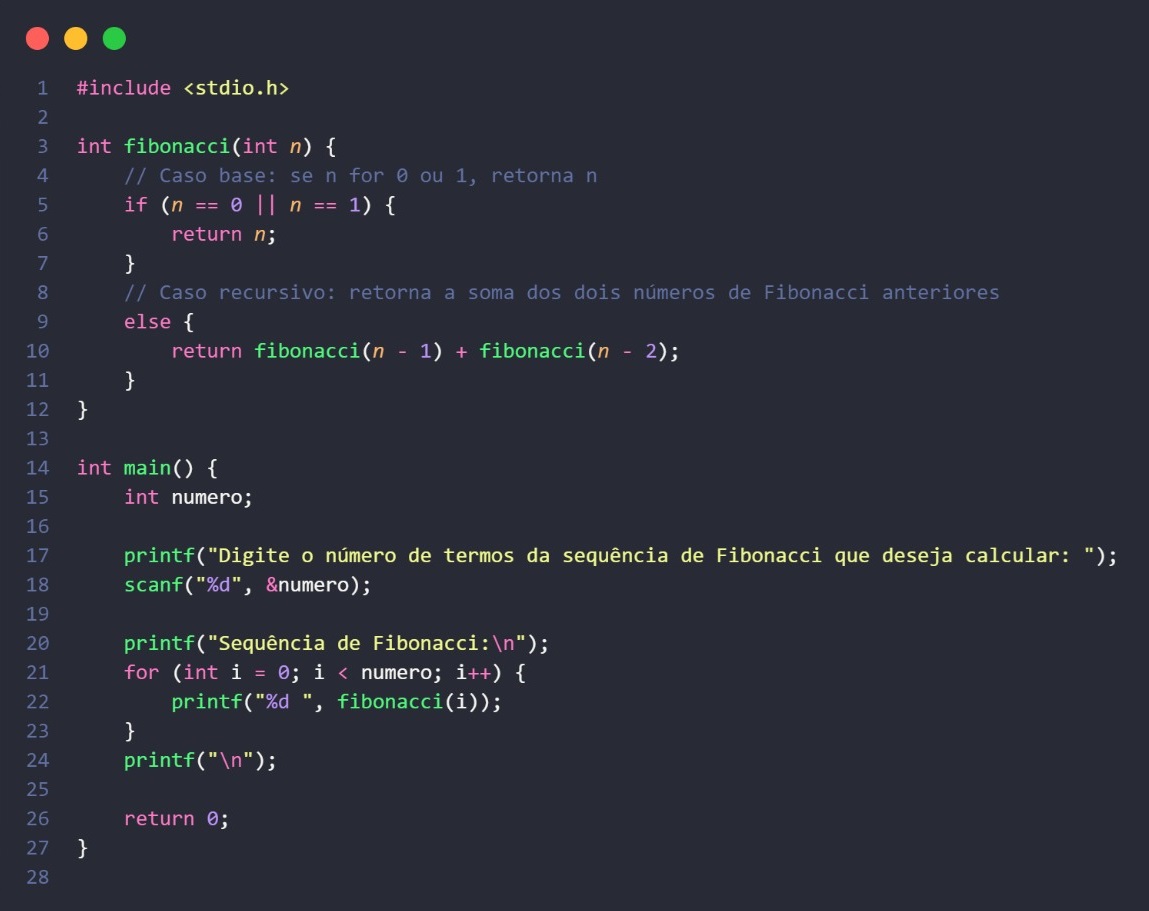 1 #include <stdio.h>
2
3 int fibonacci(int n) {
4     // Caso base: se n for 0 ou 1, retorna n
5     if (n == 0 || n == 1) {
6         return n;
7     }
8     // Caso recursivo: retorna a soma dos dois números de Fibonacci anteriores
9     else {
10         return fibonacci(n - 1) + fibonacci(n - 2);
11     }
12 }
13
14 int main() {
15     int numero;
16
17     printf("Digite o número de termos da sequência de Fibonacci que deseja calcular: ");
18     scanf("%d", &numero);
19
20     printf("Sequência de Fibonacci:\n");
21     for (int i = 0; i < numero; i++) {
22         printf("%d ", fibonacci(i));
23     }
24     printf("\n");
25
26     return 0;
27 }
28